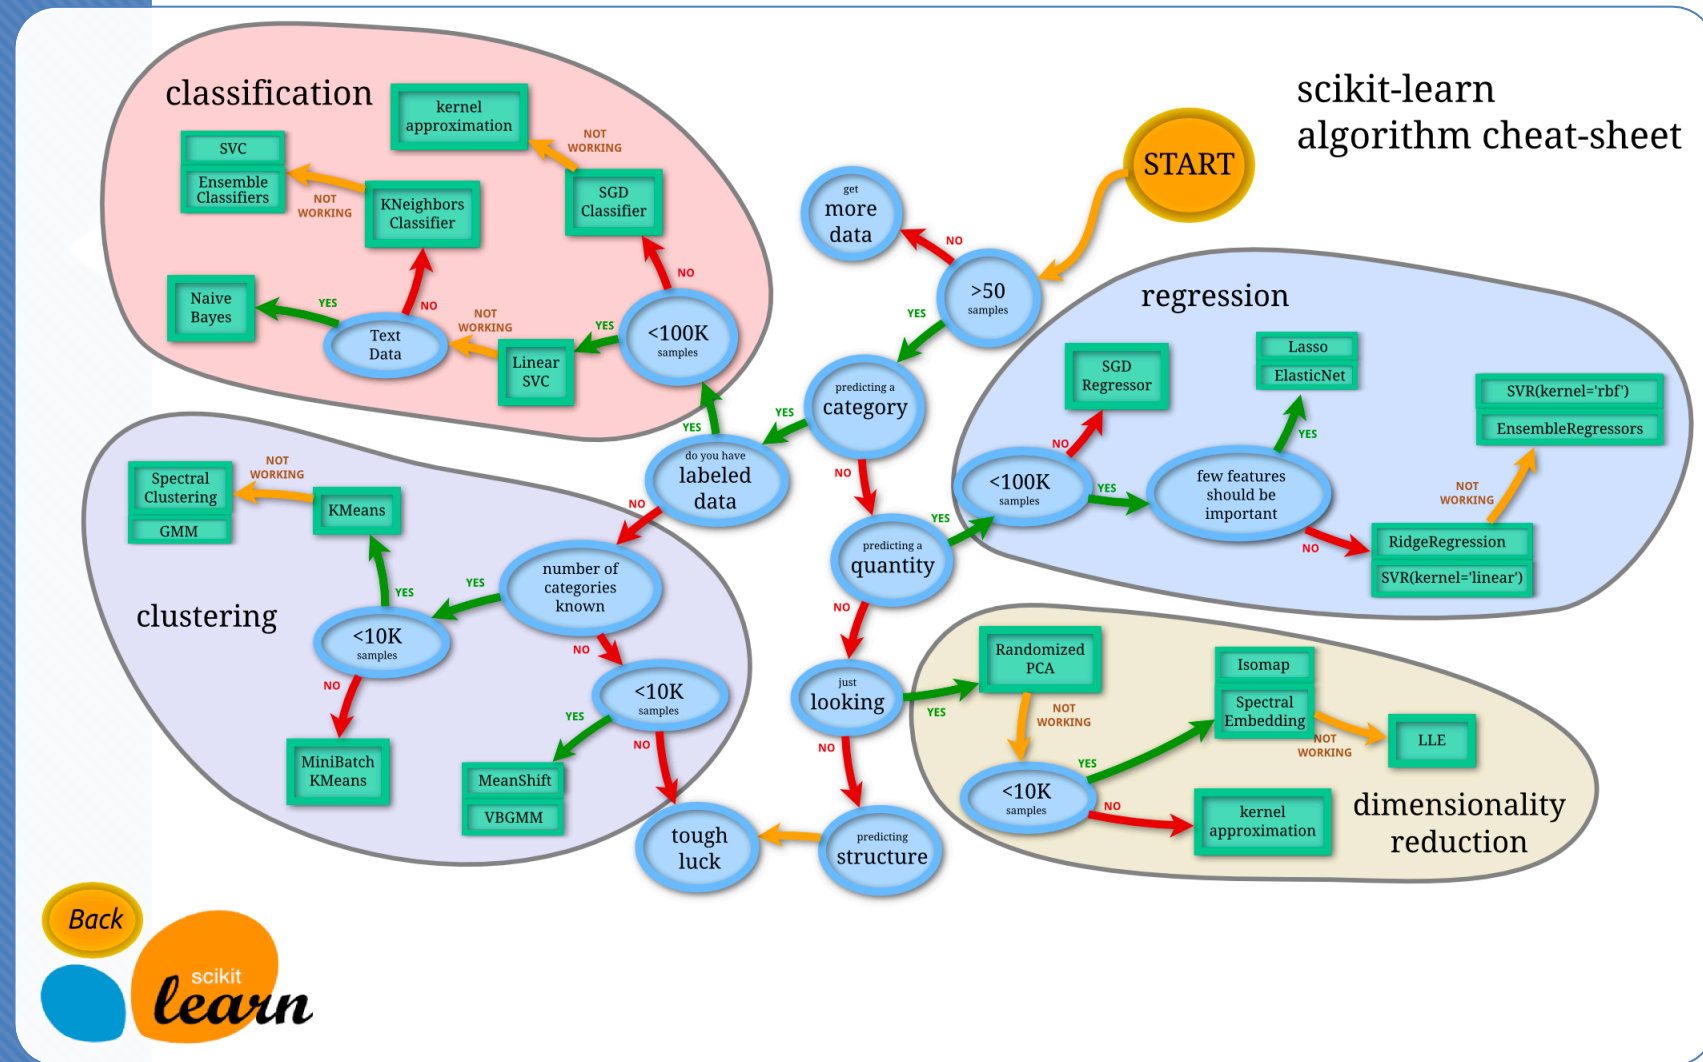 scikit-learn
algorithm cheat-sheet
START
>50
samples
NO
get
more
data
YES
predicting a
category
YES
do you have
labeled
data
YES
classification
<100K
samples
NO
SGD
Classifier
NOT
WORKING
kernel
approximation
YES
Linear
SVC
NOT
WORKING
Text
Data
YES
Naive
Bayes
NO
KNeighbors
Classifier
NOT
WORKING
SVC
Ensemble
Classifiers
NO
clustering
number of
categories
known
YES
<10K
samples
YES
KMeans
NOT
WORKING
Spectral
Clustering
GMM
NO
MiniBatch
KMeans
NO
<10K
samples
YES
MeanShift
VBGMM
NO
tough
luck
NO
predicting a
quantity
YES
regression
<100K
samples
NO
SGD
Regressor
YES
few features
should be
important
YES
Lasso
ElasticNet
NO
RidgeRegression
SVR(kernel='linear')
NOT
WORKING
SVR(kernel='rbf')
EnsembleRegressors
NO
just
looking
YES
dimensionality
reduction
Randomized
PCA
NOT
WORKING
<10K
samples
YES
Isomap
Spectral
Embedding
NOT
WORKING
LLE
NO
kernel
approximation
NO
predicting
structure
Back
scikit
learn